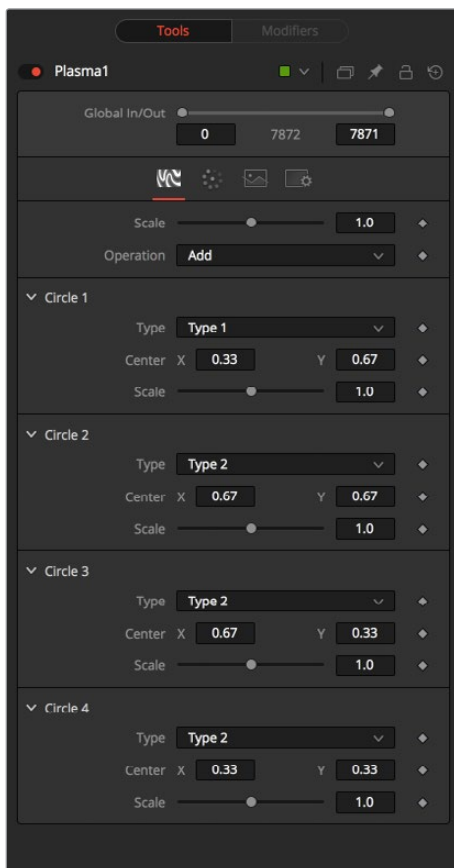 Tools Modifiers
Plasma1
Global In/Out
0 7872 7871
Scale 1.0
Operation Add
Circle 1
Type Type 1
Center X 0.33 Y 0.67
Scale 1.0
Circle 2
Type Type 2
Center X 0.67 Y 0.67
Scale 1.0
Circle 3
Type Type 2
Center X 0.67 Y 0.33
Scale 1.0
Circle 4
Type Type 2
Center X 0.33 Y 0.33
Scale 1.0